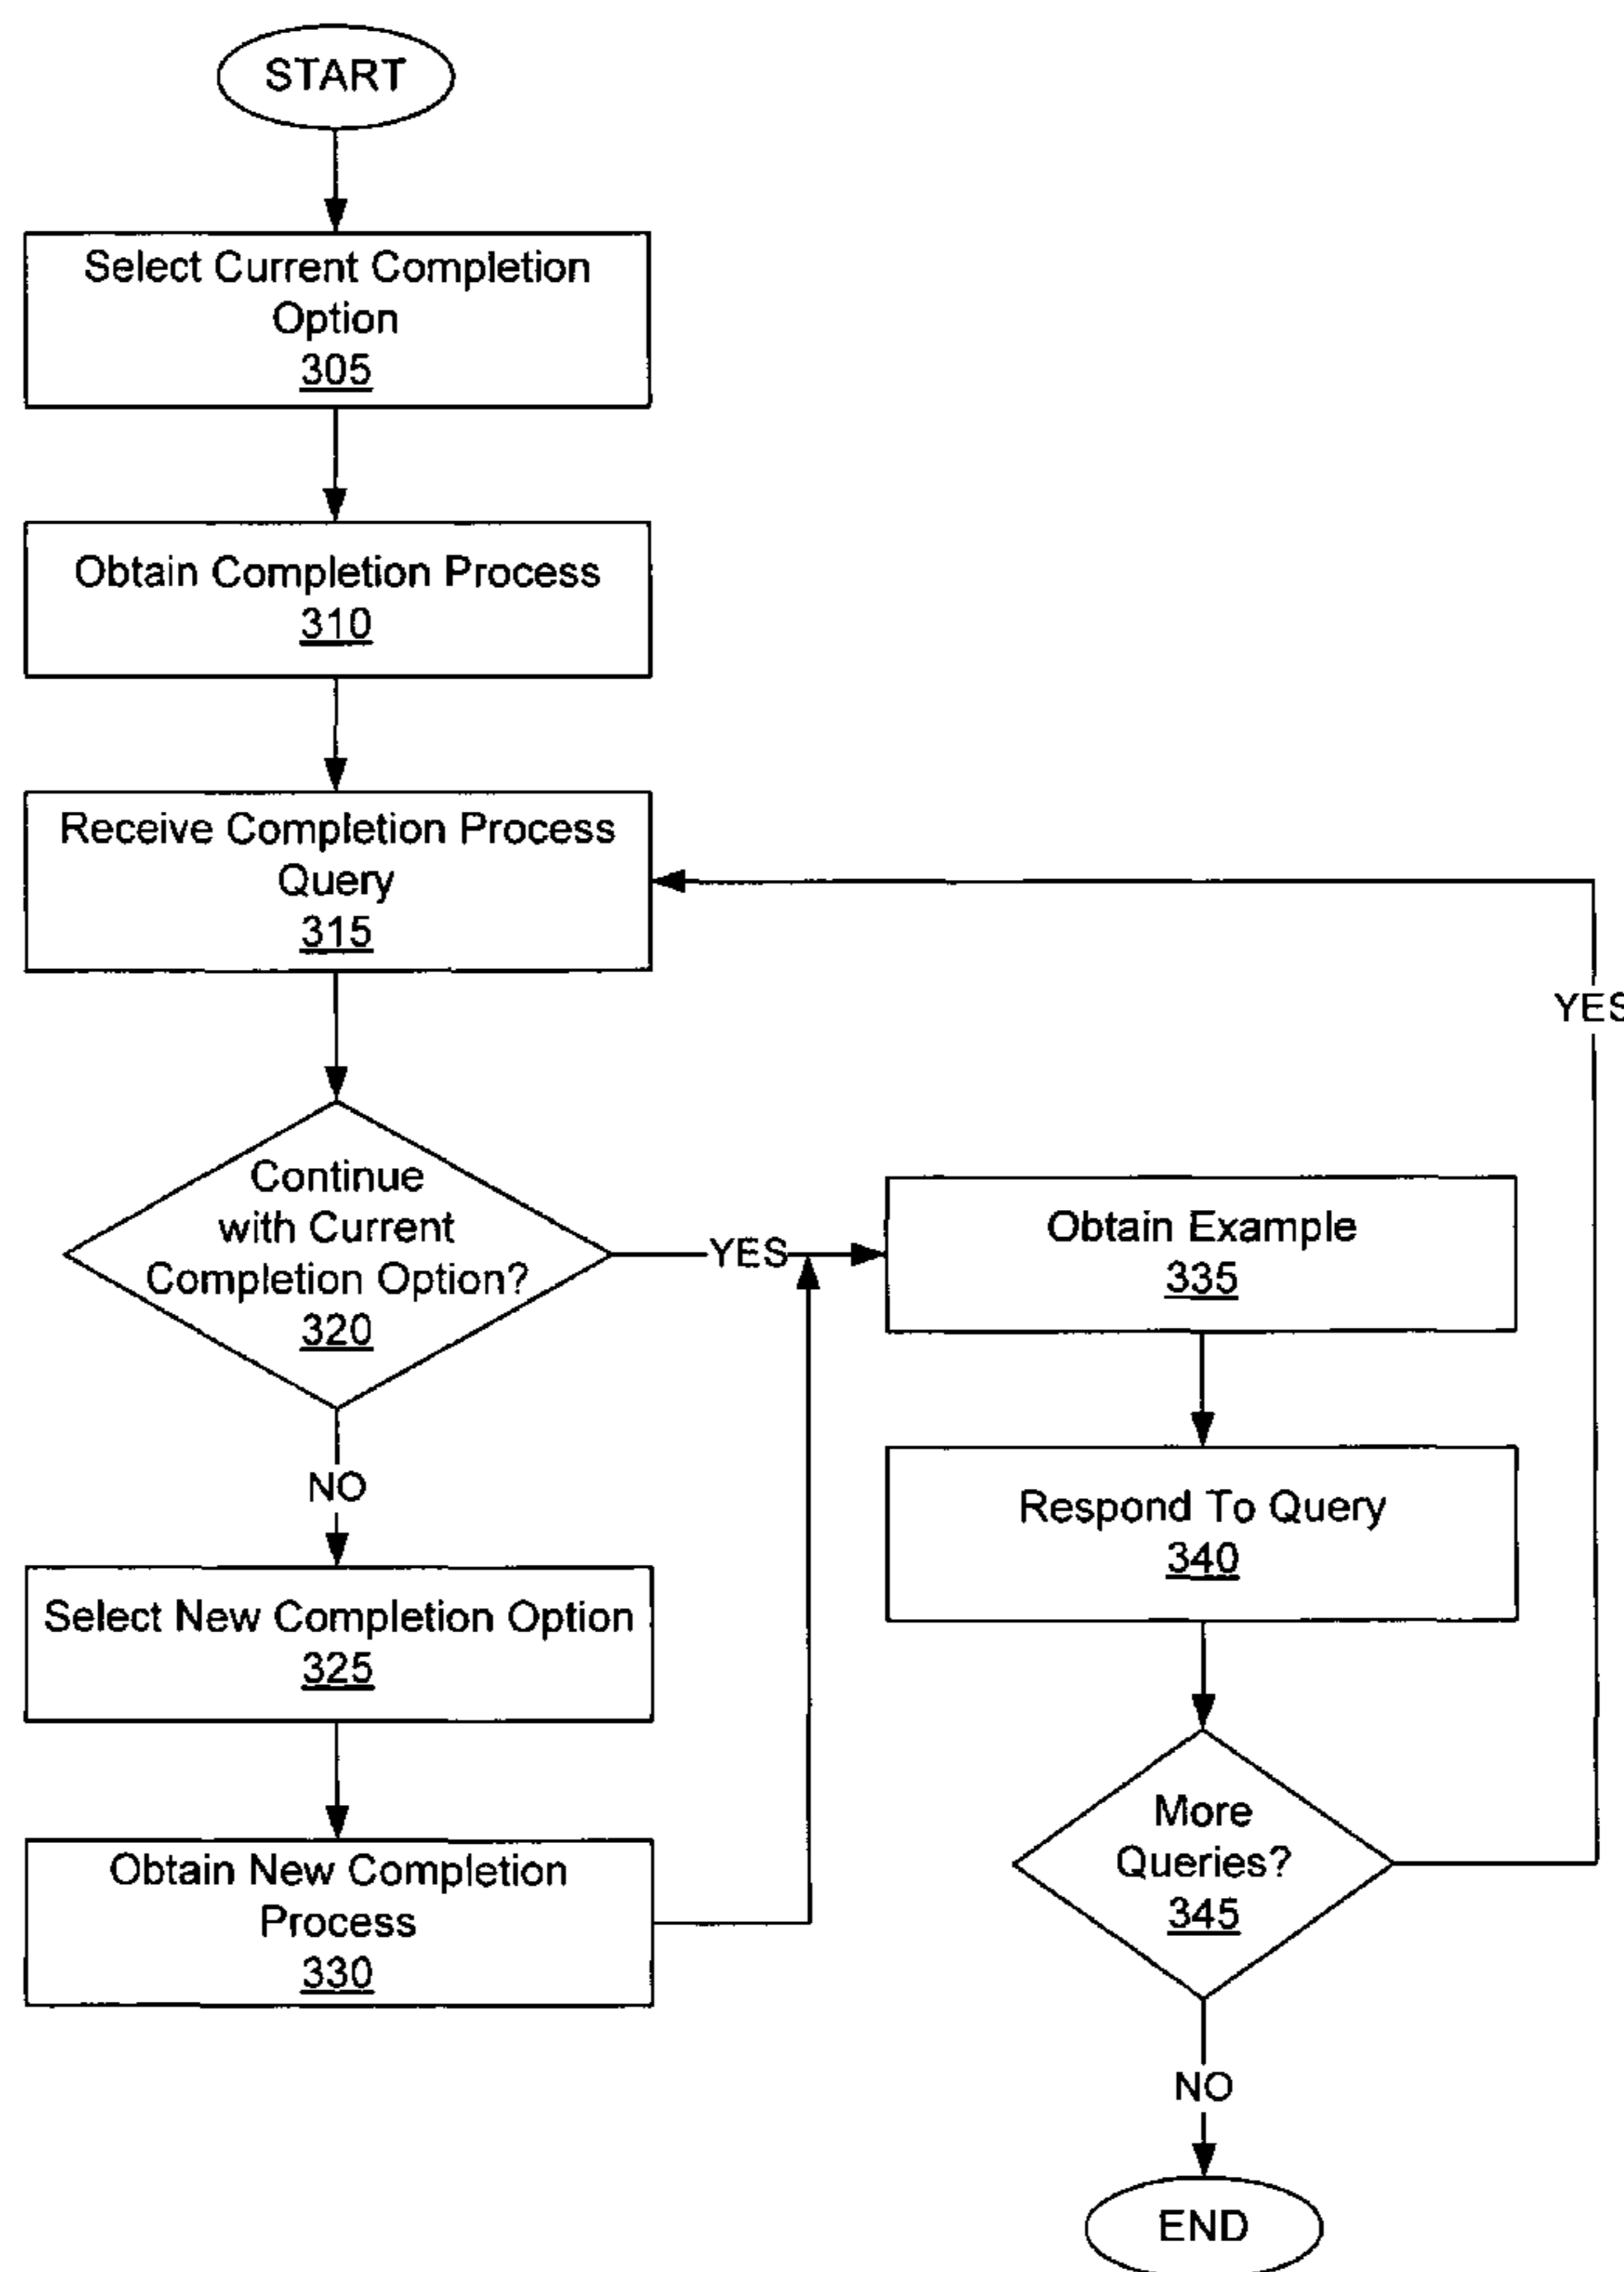 START
Select Current Completion
Option
305
Obtain Completion Process
310
Receive Completion Process
Query
315
YES
Continue
with Current
Completion Option?
320
YES
NO
Select New Completion Option
325
Obtain New Completion
Process
330
Obtain Example
335
Respond To Query
340
More
Queries?
345
NO
END